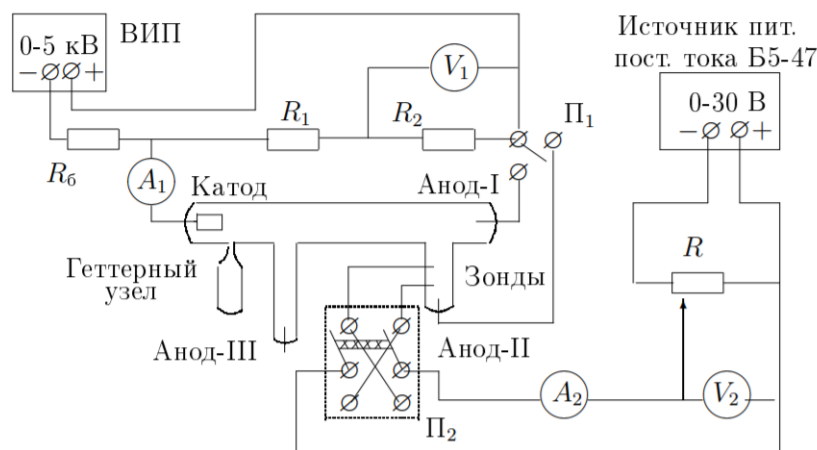 ВИП
0-5 кВ
− +
Источник пит.
пост. тока Б5-47
0-30 В
− +
V₁
R₁
R₂
П₁
Rб
A₁
Катод
Анод-I
R
Геттерный
узел
Зонды
Анод-III
Анод-II
A₂
V₂
П₂